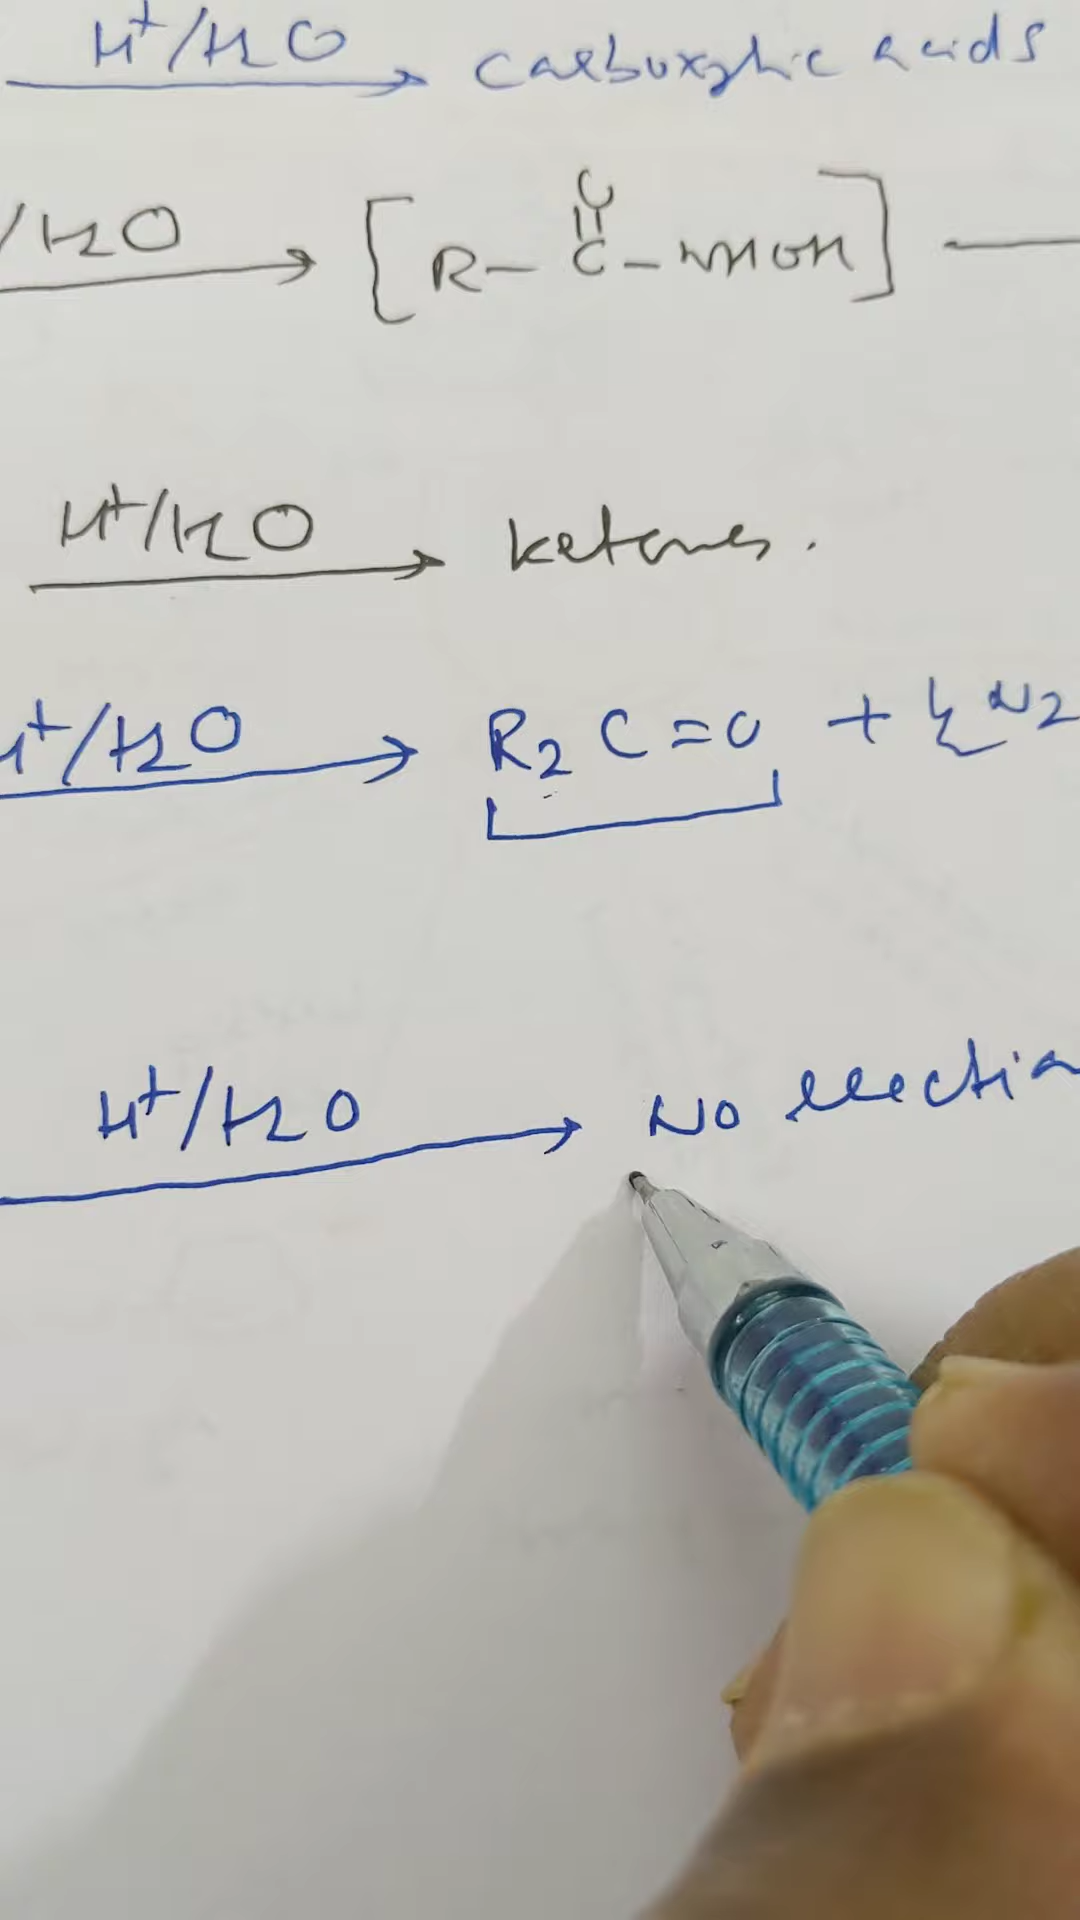 H⁺/H2O → carboxylic acids
/H2O → [R-C(=O)-NHOH] —
H⁺/H2O → ketones.
H⁺/H2O → R2C=O + N2
H⁺/H2O → No reaction